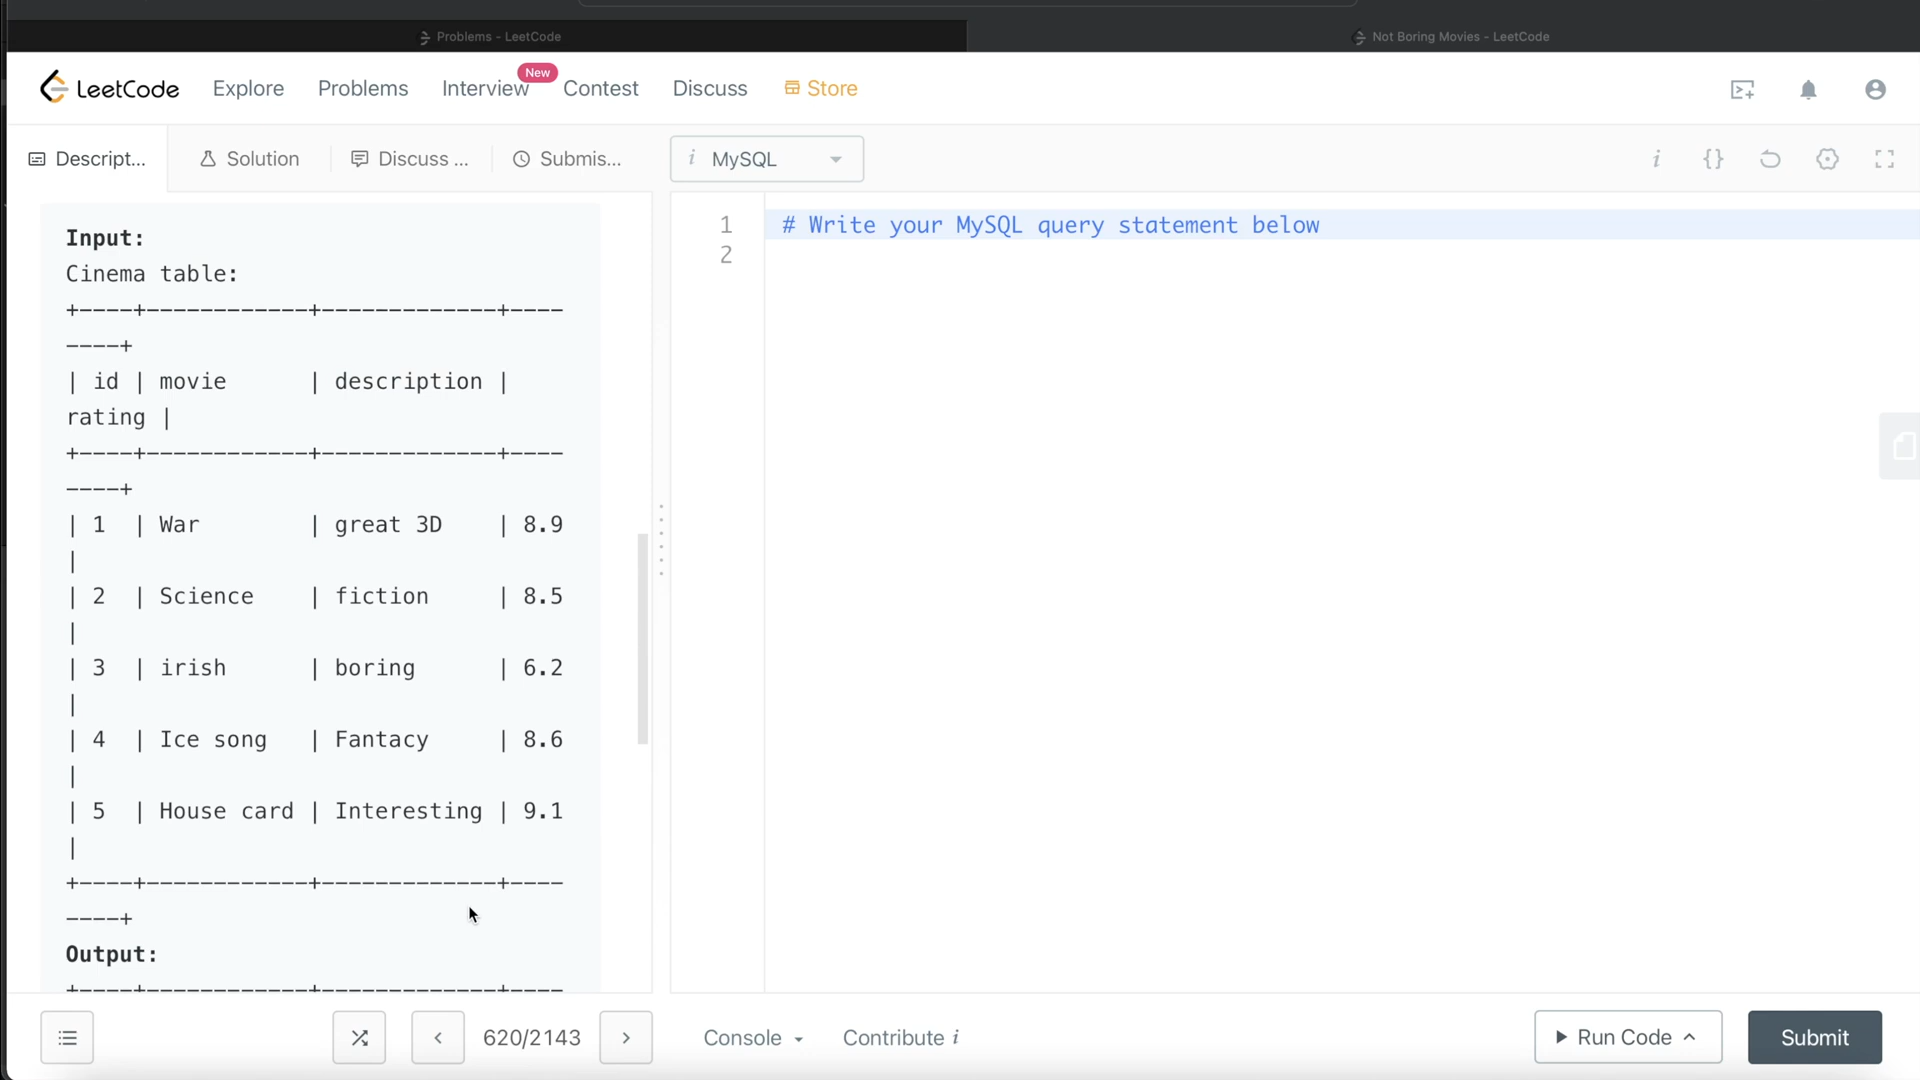 Problems - LeetCode
Not Boring Movies - LeetCode
LeetCode Explore Problems Interview New Contest Discuss Store
Descript... Solution Discuss ... Submis... i MySQL i {}
1 # Write your MySQL query statement below
2
Input:
Cinema table:
+----+------------+-------------+----
----+
| id | movie      | description |
rating |
+----+------------+-------------+----
----+
| 1  | War        | great 3D    | 8.9
|
| 2  | Science    | fiction     | 8.5
|
| 3  | irish      | boring      | 6.2
|
| 4  | Ice song   | Fantacy     | 8.6
|
| 5  | House card | Interesting | 9.1
|
+----+------------+-------------+----
----+
Output:
+----+------------+-------------+----
620/2143 Console Contribute i Run Code Submit